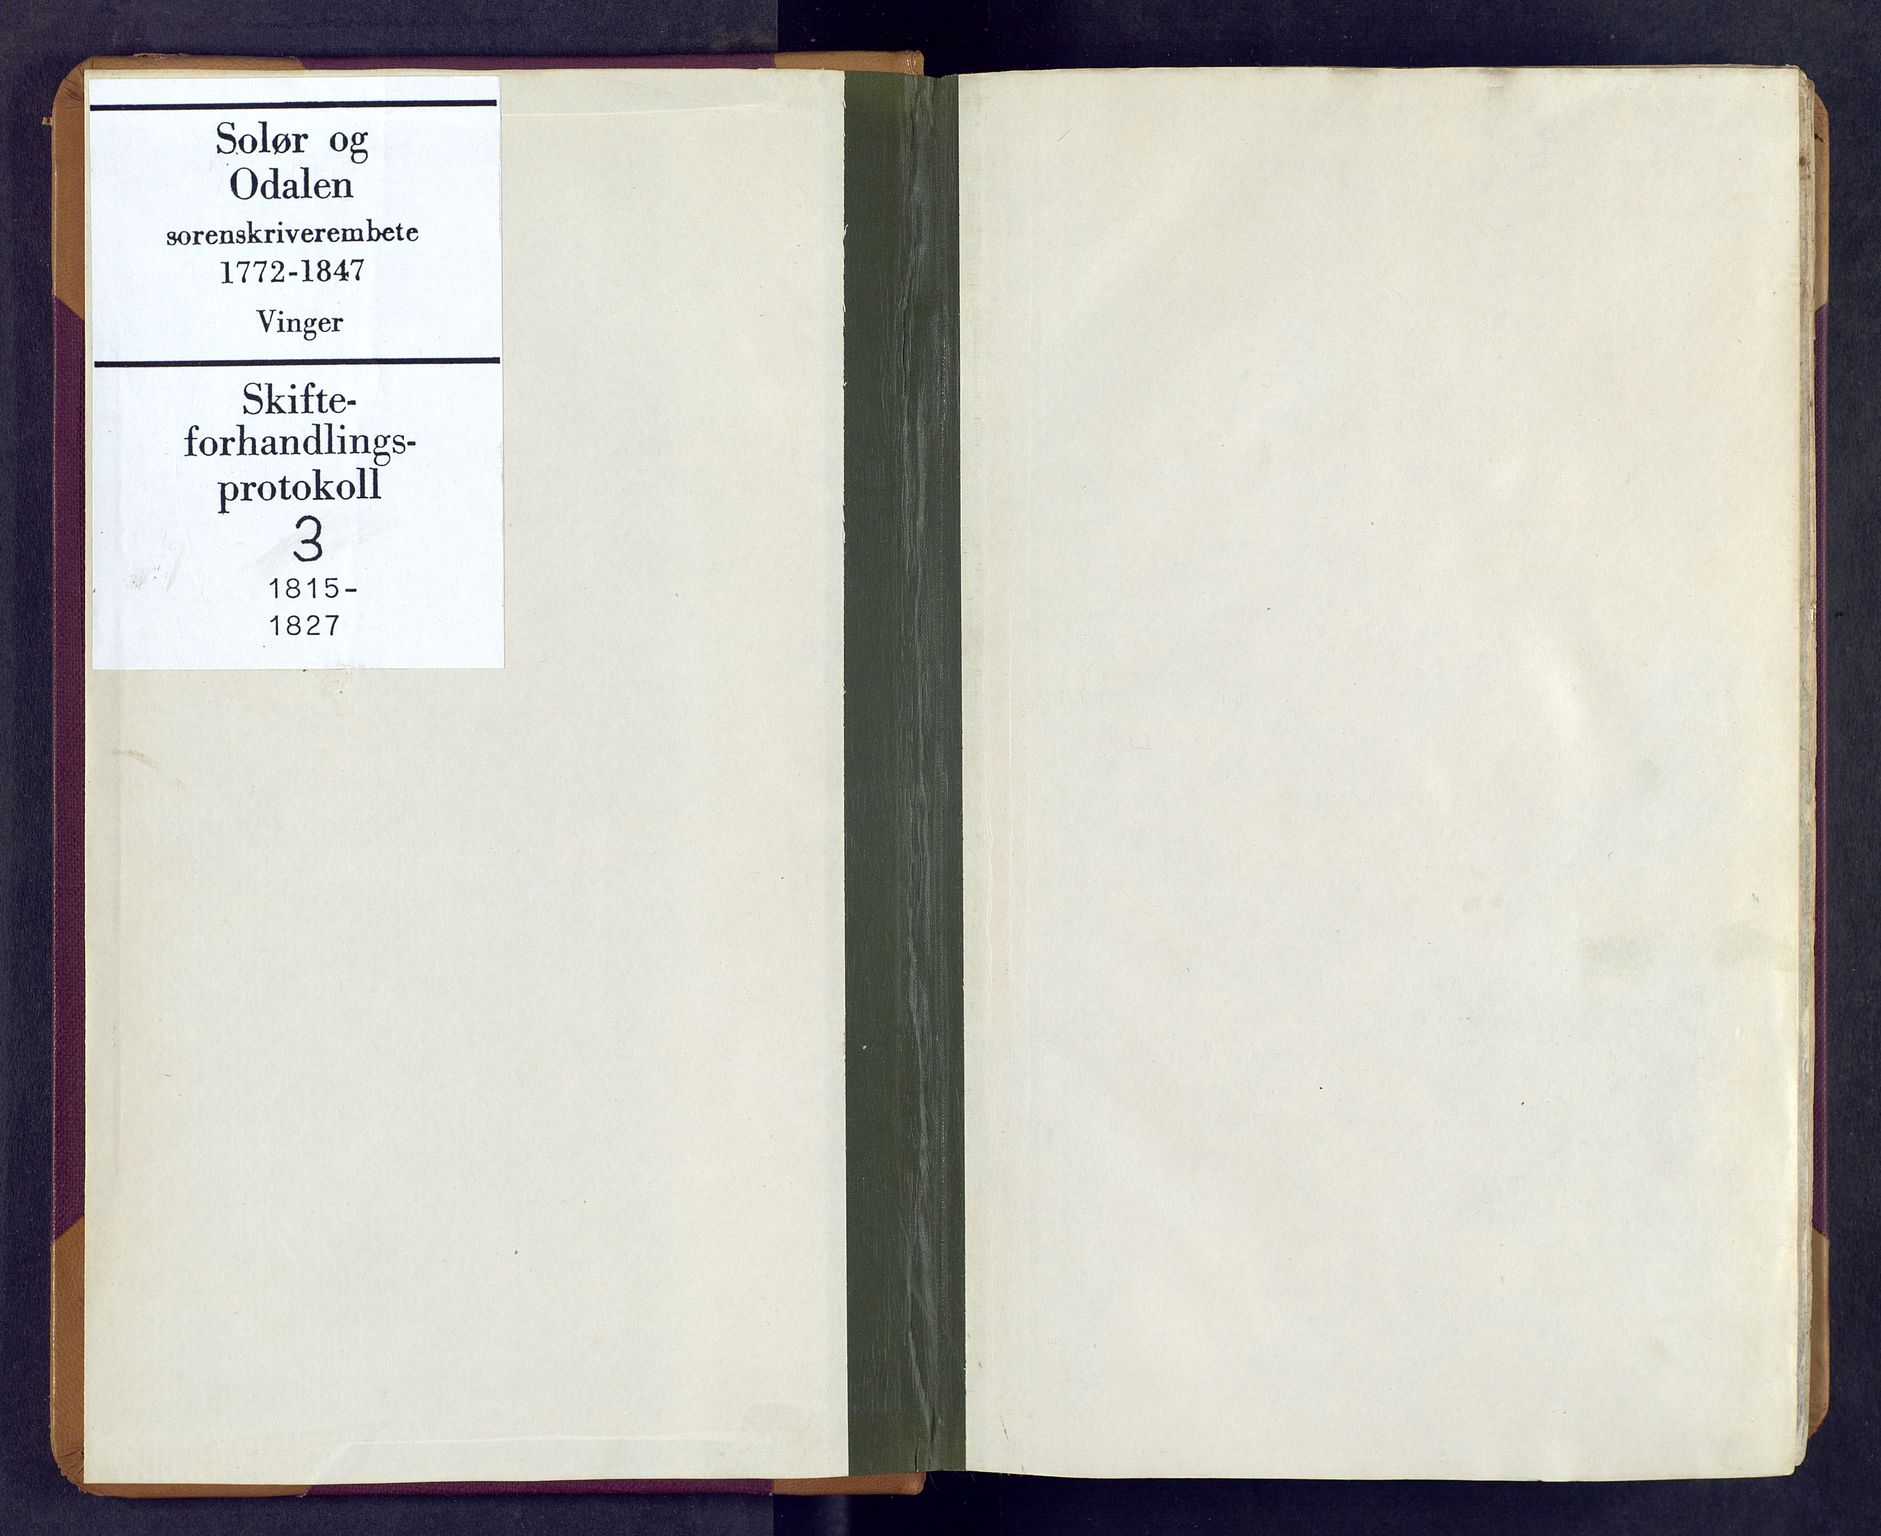 Solør og
Odalen
sorenskriverembete
1772-1847
Vinger
Skifte-
forhandlings-
protokoll
3
1815-
1827